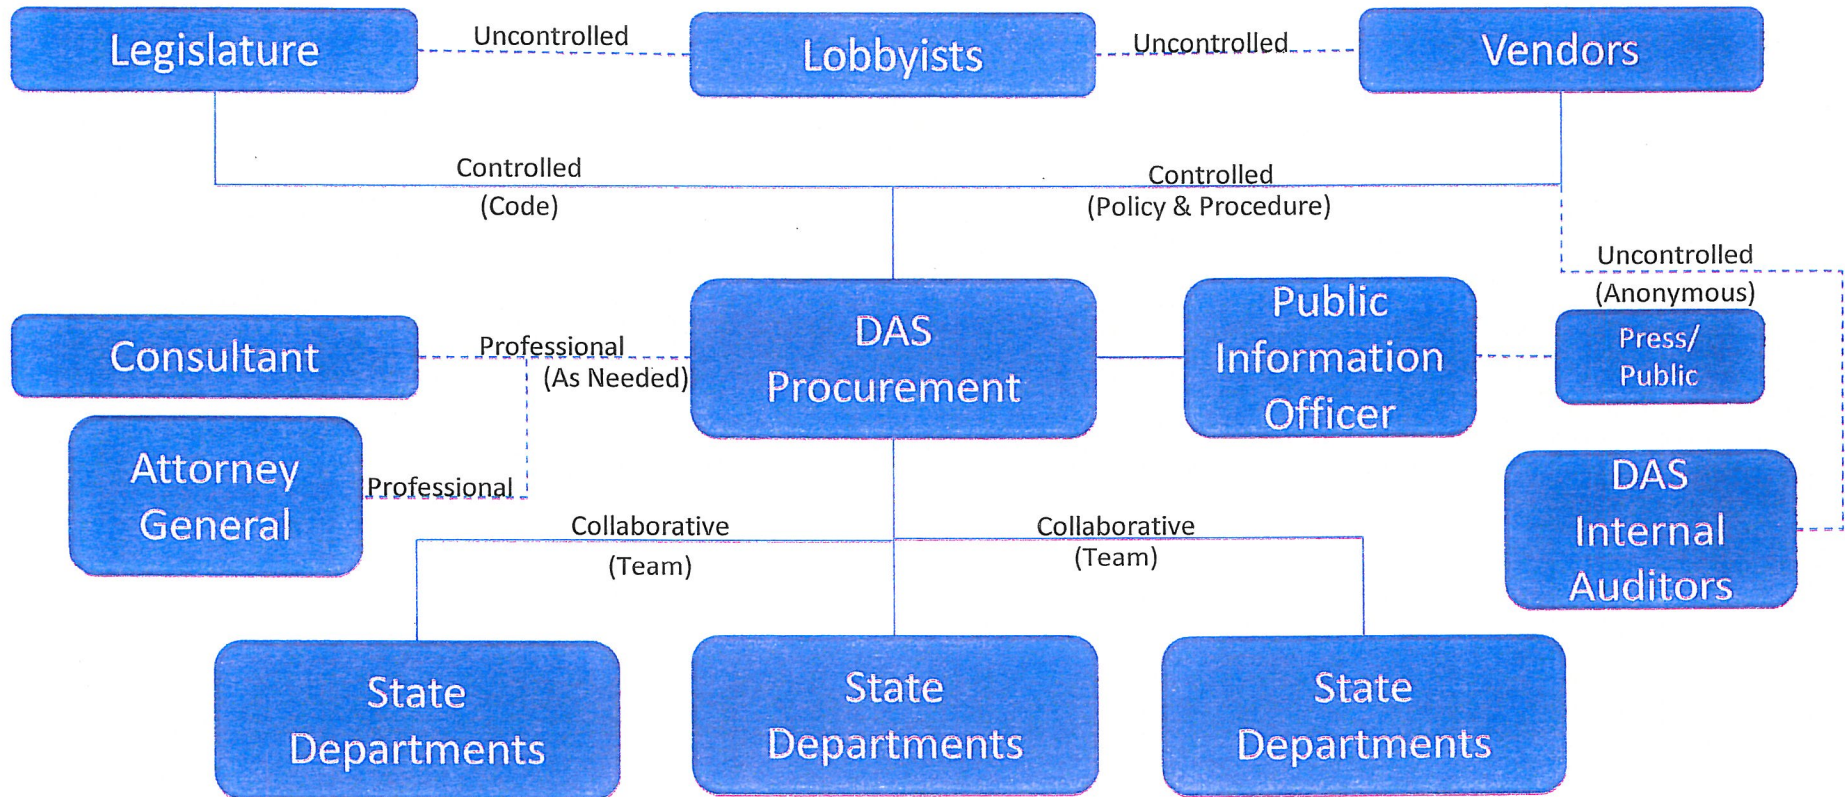 Legislature
Uncontrolled
Lobbyists
Uncontrolled
Vendors
Controlled
(Code)
Controlled
(Policy & Procedure)
Uncontrolled
(Anonymous)
Consultant
Professional
(As Needed)
DAS
Procurement
Public
Information
Officer
Press/
Public
Attorney
General
Professional
DAS
Internal
Auditors
Collaborative
(Team)
Collaborative
(Team)
State
Departments
State
Departments
State
Departments